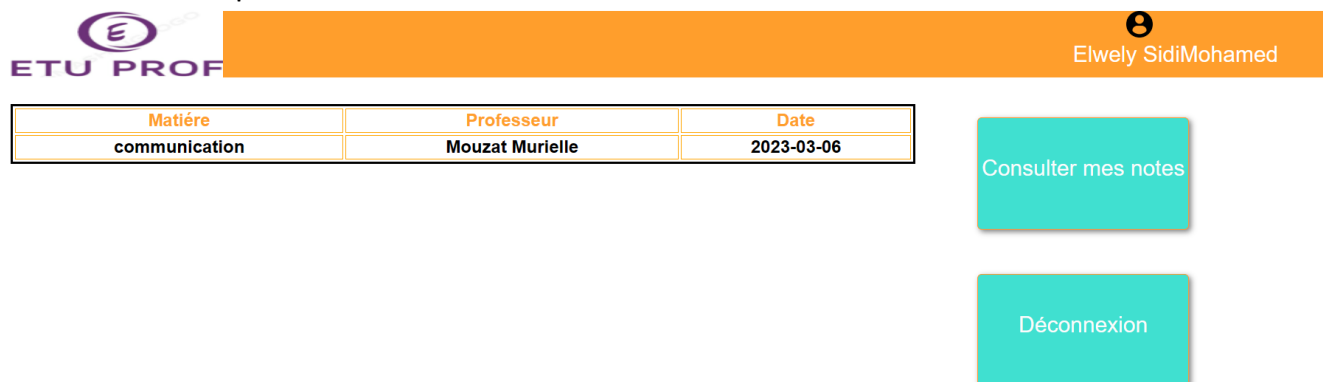 E
ETU PROF
Elwely SidiMohamed
Matiére Professeur Date
communication Mouzat Murielle 2023-03-06
Consulter mes notes
Déconnexion